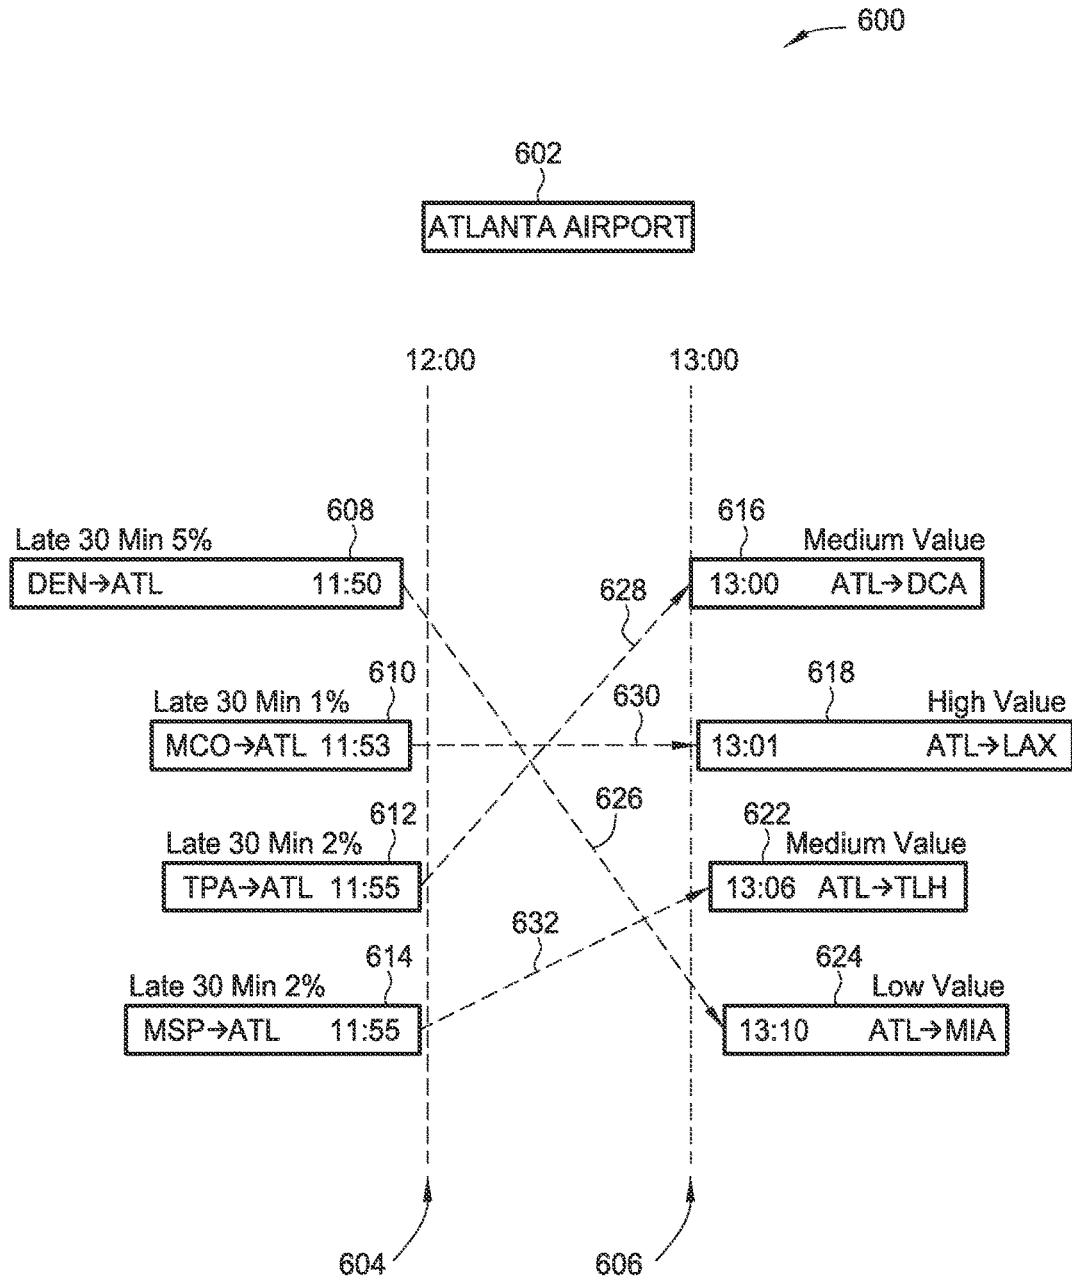 600
602
ATLANTA AIRPORT
12:00 13:00
608 616
Late 30 Min 5% Medium Value
DEN→ATL 11:50 13:00 ATL→DCA
628
610 618
Late 30 Min 1% 630 High Value
MCO→ATL 11:53 13:01 ATL→LAX
626
612 622
Late 30 Min 2% Medium Value
TPA→ATL 11:55 13:06 ATL→TLH
632
614 624
Late 30 Min 2% Low Value
MSP→ATL 11:55 13:10 ATL→MIA
604 606